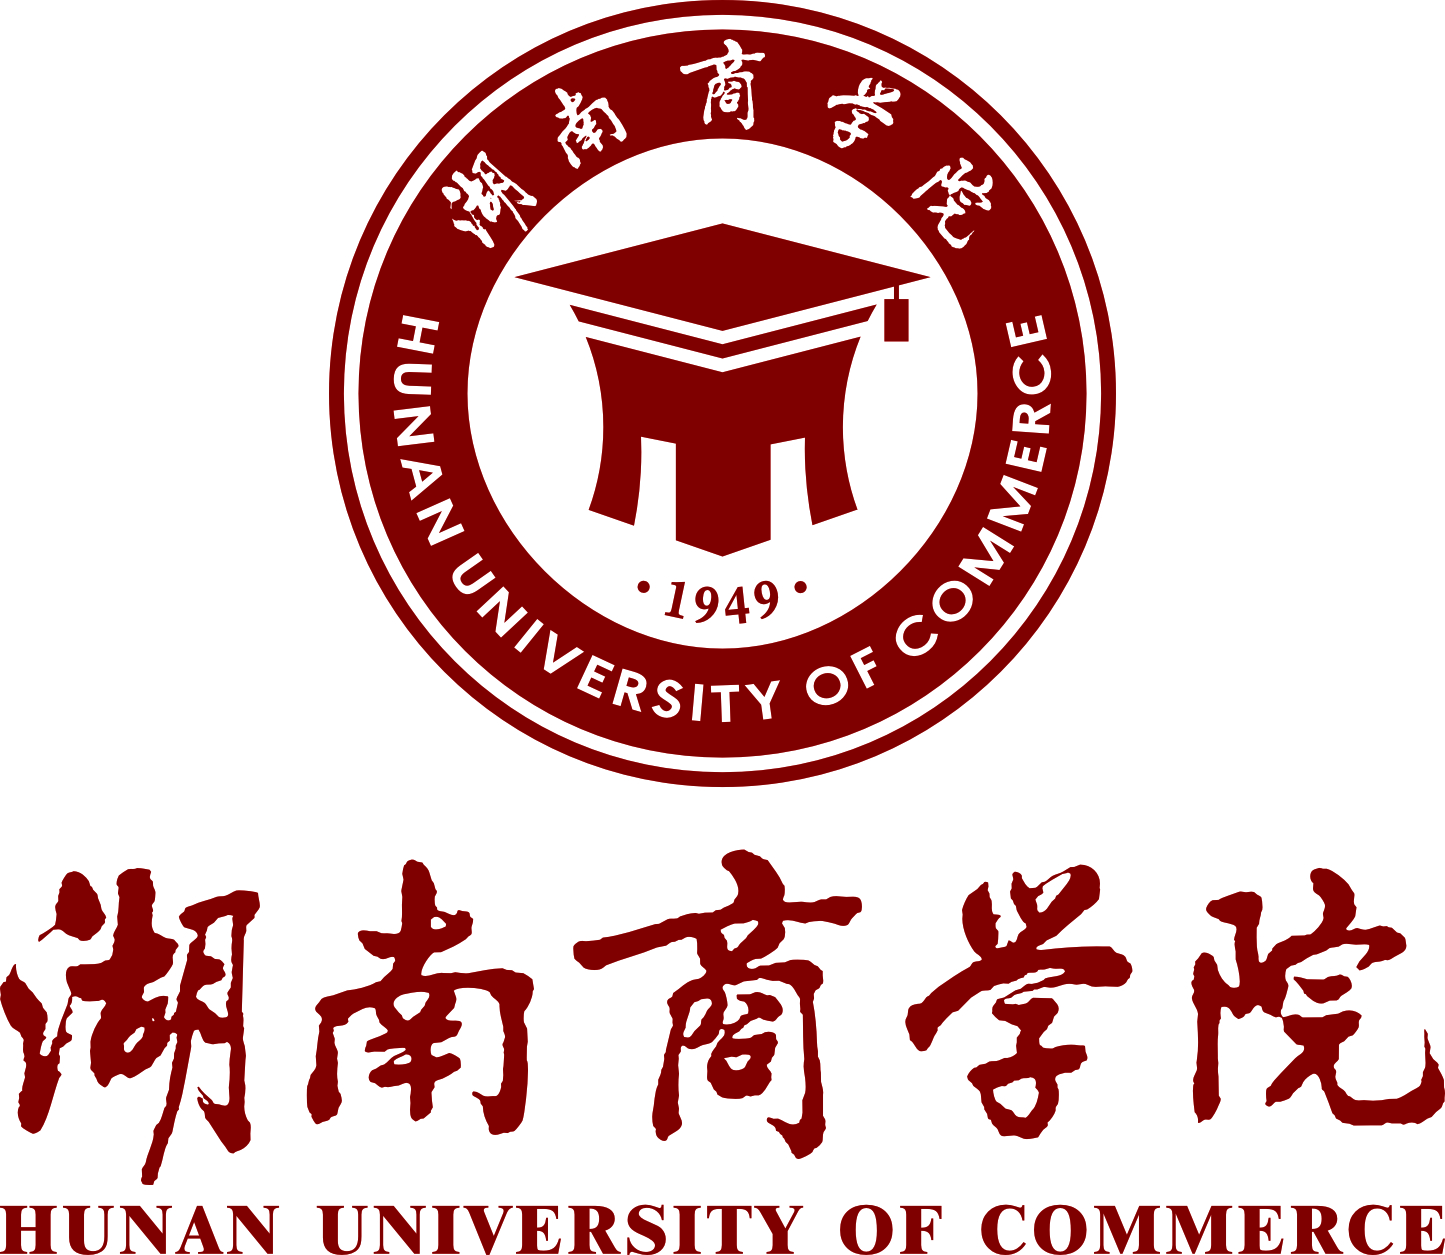 湖南商学院
HUNAN UNIVERSITY OF COMMERCE
·1949·
湖南商学院
HUNAN UNIVERSITY OF COMMERCE